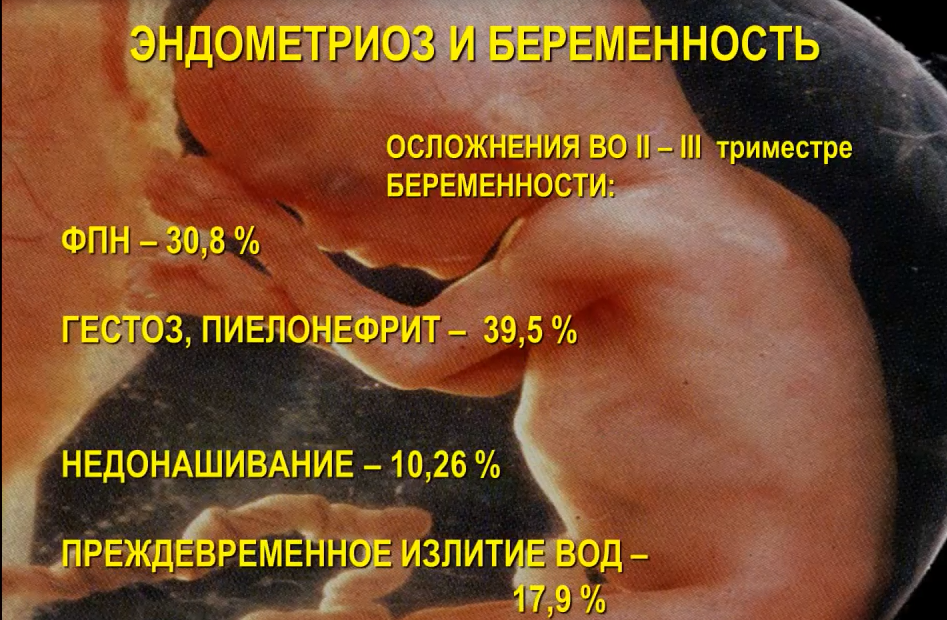 ЭНДОМЕТРИОЗ И БЕРЕМЕННОСТЬ
ОСЛОЖНЕНИЯ ВО II – III триместре
БЕРЕМЕННОСТИ:
ФПН – 30,8 %
ГЕСТОЗ, ПИЕЛОНЕФРИТ – 39,5 %
НЕДОНАШИВАНИЕ – 10,26 %
ПРЕЖДЕВРЕМЕННОЕ ИЗЛИТИЕ ВОД –
17,9 %